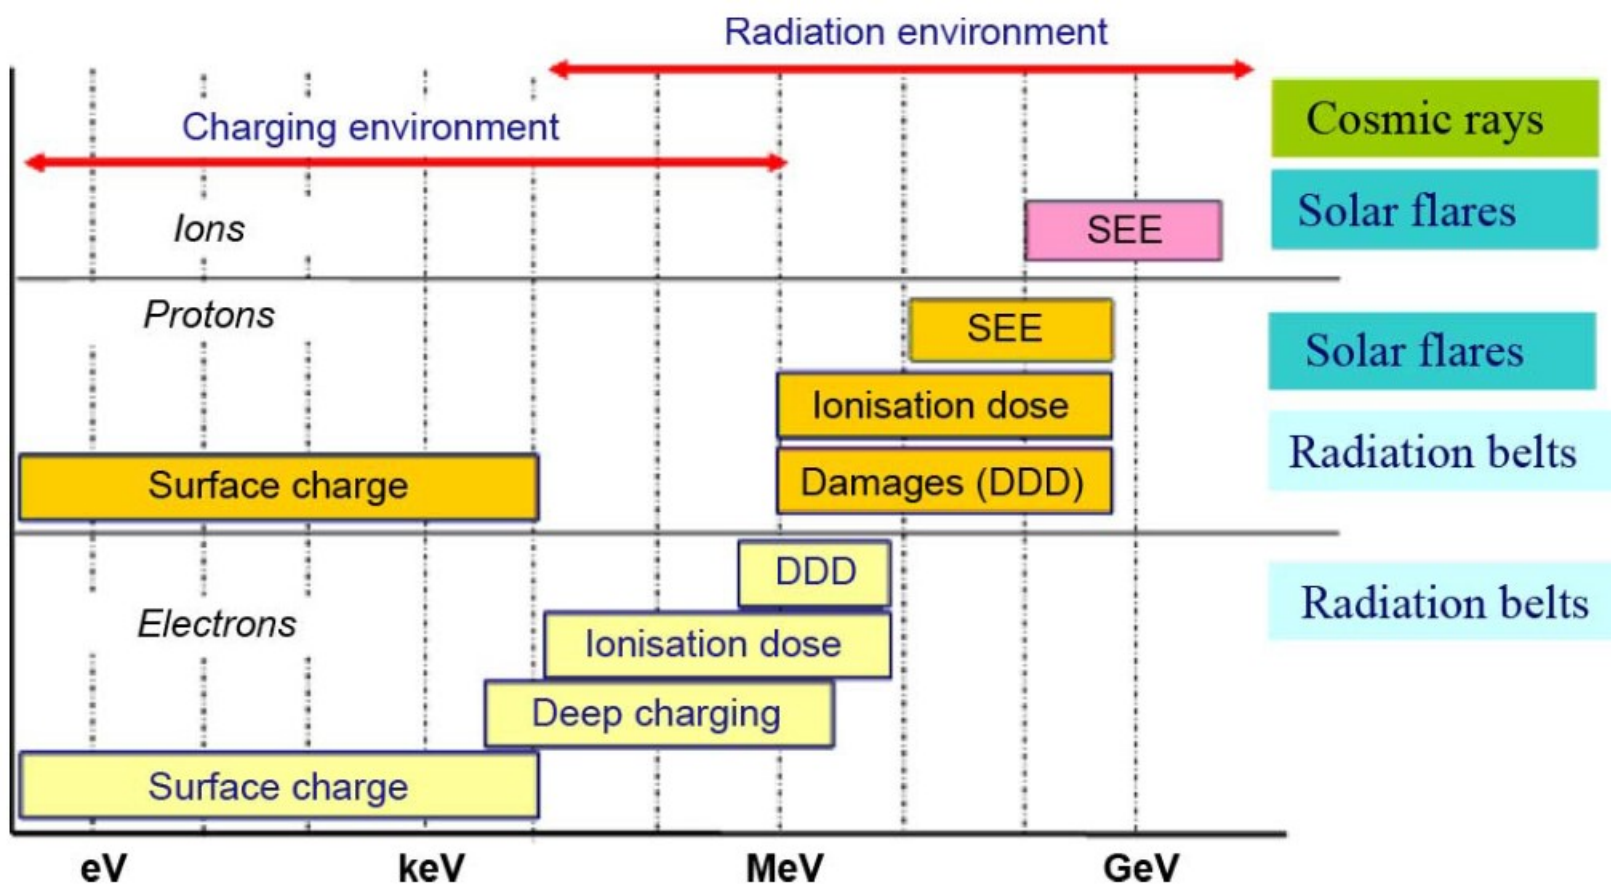 Radiation environment
Charging environment
Cosmic rays
Ions
SEE
Solar flares
Protons
SEE
Solar flares
Ionisation dose
Surface charge
Damages (DDD)
Radiation belts
DDD
Electrons
Ionisation dose
Radiation belts
Deep charging
Surface charge
eV keV MeV GeV